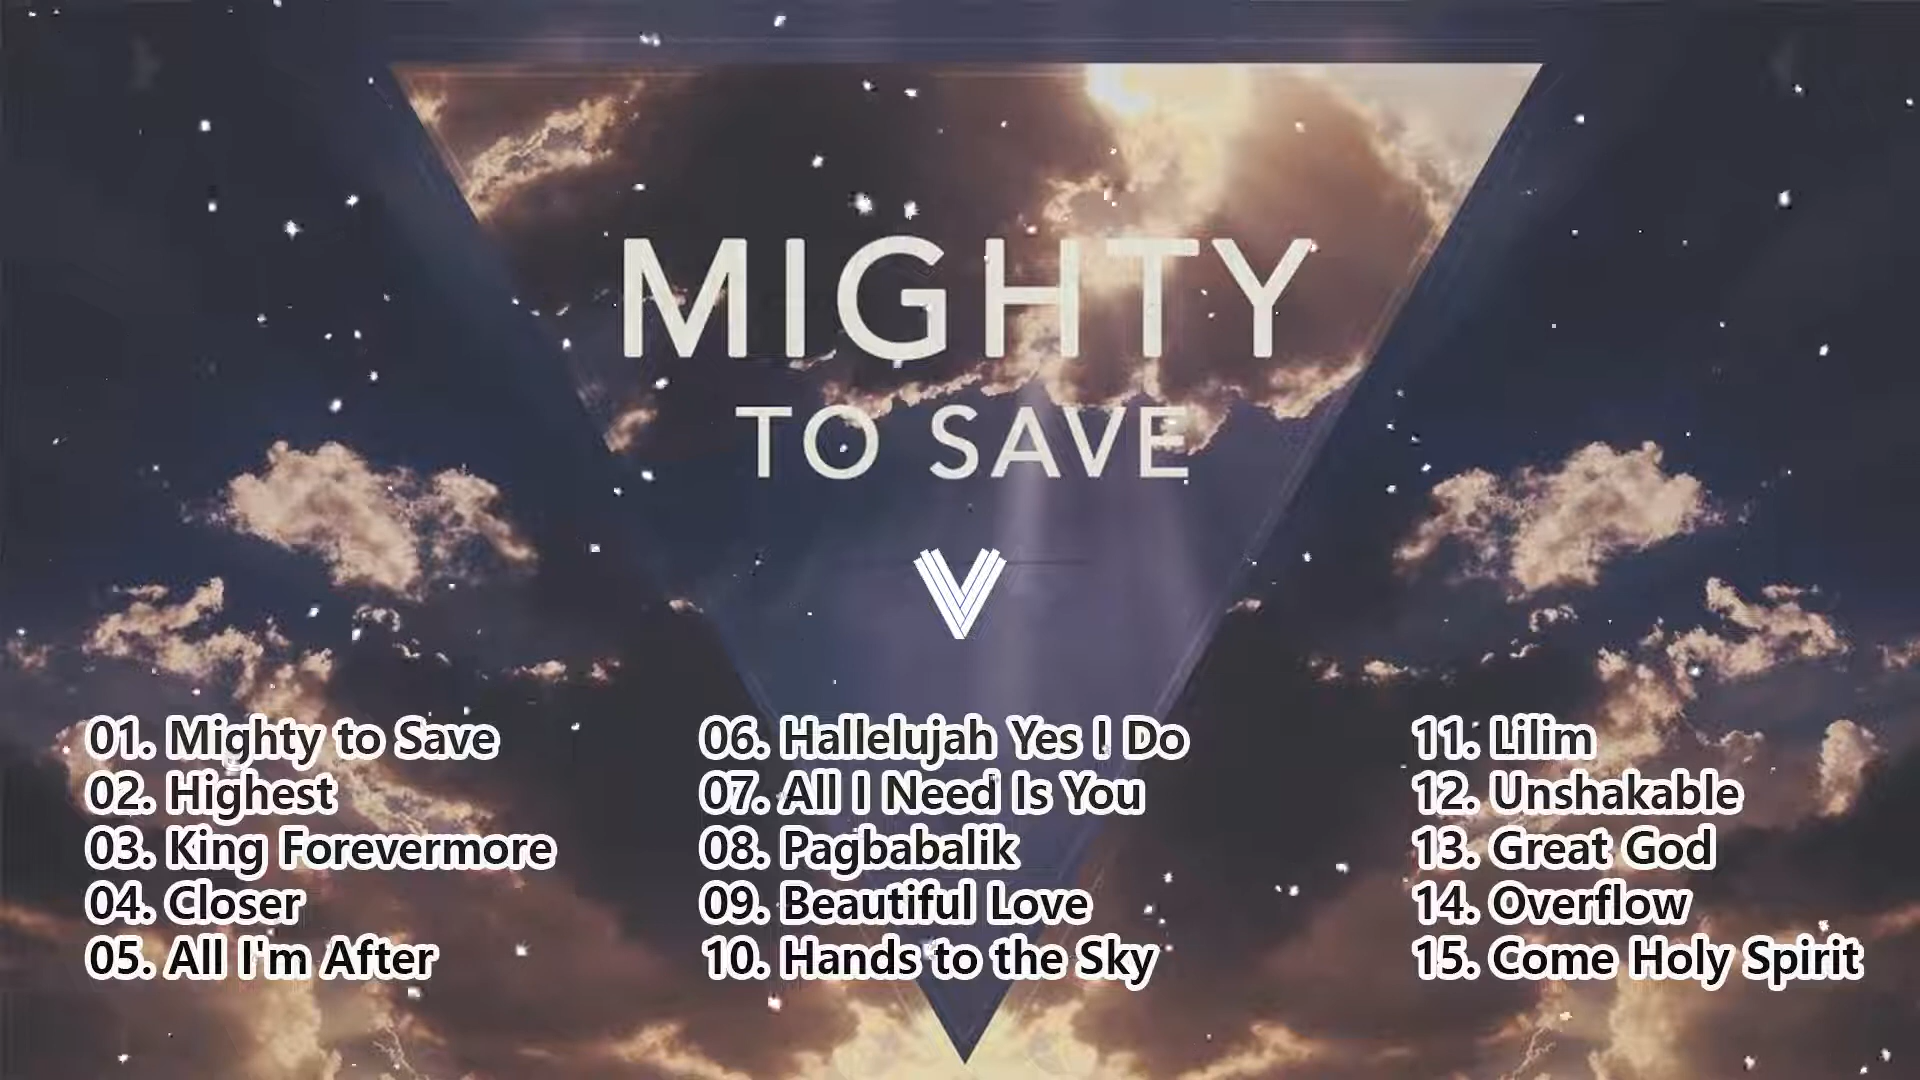 MIGHTY
TO SAVE
V
01. Mighty to Save
02. Highest
03. King Forevermore
04. Closer
05. All I'm After
06. Hallelujah Yes I Do
07. All I Need Is You
08. Pagbabalik
09. Beautiful Love
10. Hands to the Sky
11. Lilim
12. Unshakable
13. Great God
14. Overflow
15. Come Holy Spirit